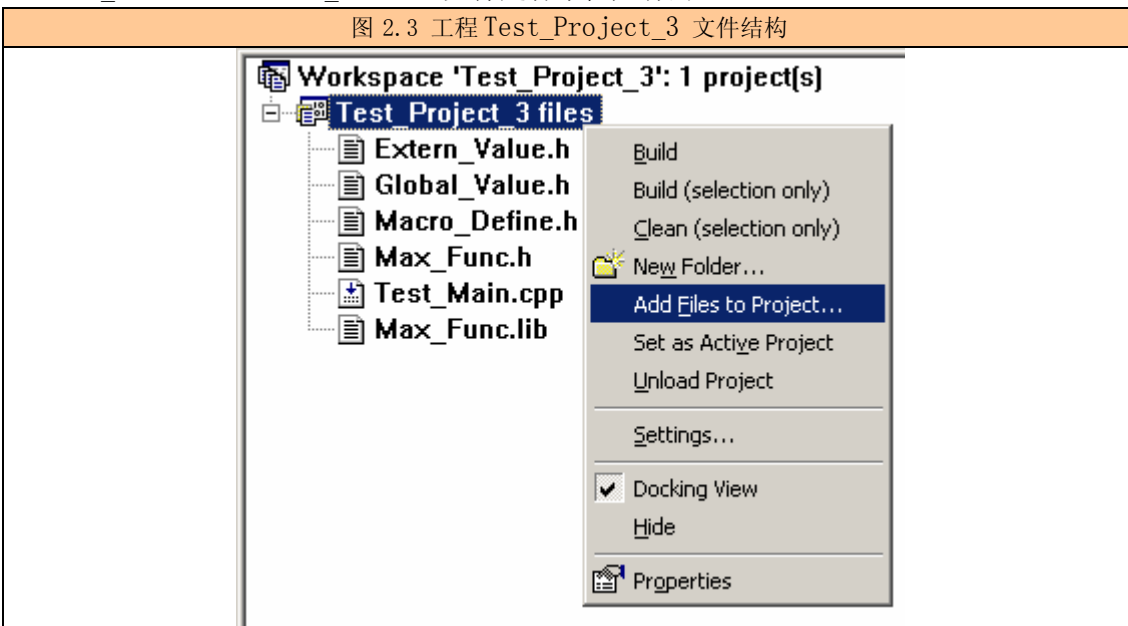 图 2.3 工程 Test_Project_3 文件结构
Workspace 'Test_Project_3': 1 project(s)
Test_Project_3 files
Extern_Value.h
Global_Value.h
Macro_Define.h
Max_Func.h
Test_Main.cpp
Max_Func.lib
Build
Build (selection only)
Clean (selection only)
New Folder...
Add Files to Project...
Set as Active Project
Unload Project
Settings...
Docking View
Hide
Properties